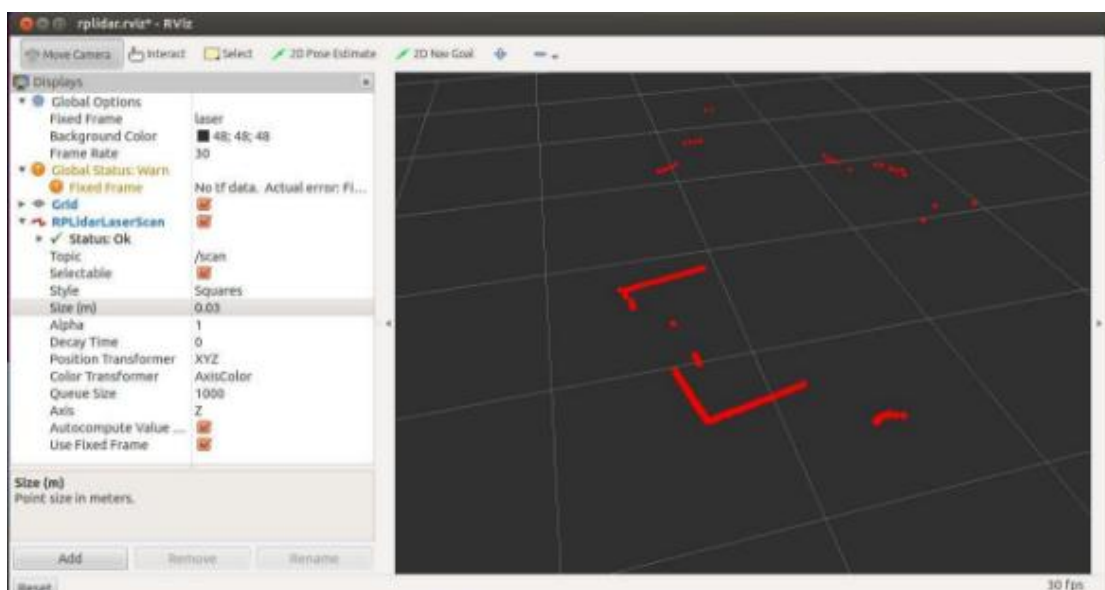 rplidar.rviz* - RViz
Move Camera Interact Select 2D Pose Estimate 2D Nav Goal
Displays
Global Options
Fixed Frame laser
Background Color 48; 48; 48
Frame Rate 30
Global Status: Warn
Fixed Frame No tf data. Actual error: Fi...
Grid
RPLidarLaserScan
Status: Ok
Topic /scan
Selectable
Style Squares
Size (m) 0.03
Alpha 1
Decay Time 0
Position Transformer XYZ
Color Transformer AxisColor
Queue Size 1000
Axis Z
Autocompute Value ...
Use Fixed Frame
Size (m)
Point size in meters.
Add Remove Rename
Reset 30 fps